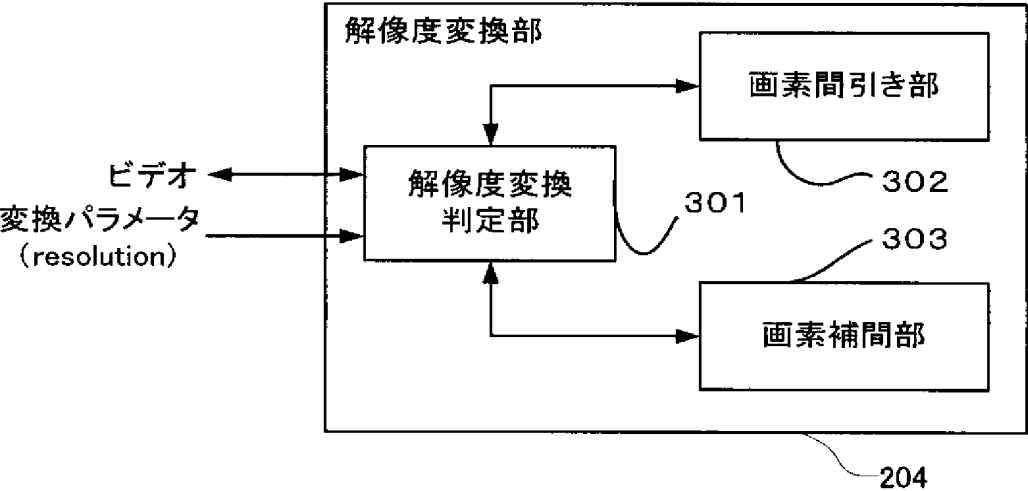 解像度変換部
画素間引き部
302
ビデオ
変換パラメータ
(resolution)
解像度変換
判定部
301
303
画素補間部
204